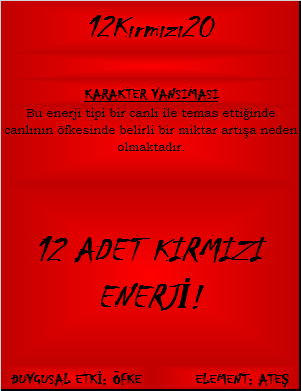 12Kırmızı20
KARAKTER YANSIMASI
Bu enerji tipi bir canlı ile temas ettiğinde
canlının öfkesinde belirli bir miktar artışa neden
olmaktadır.
12 ADET KIRMIZI
ENERJİ!
DUYGUSAL ETKİ: ÖFKE ELEMENT: ATEŞ